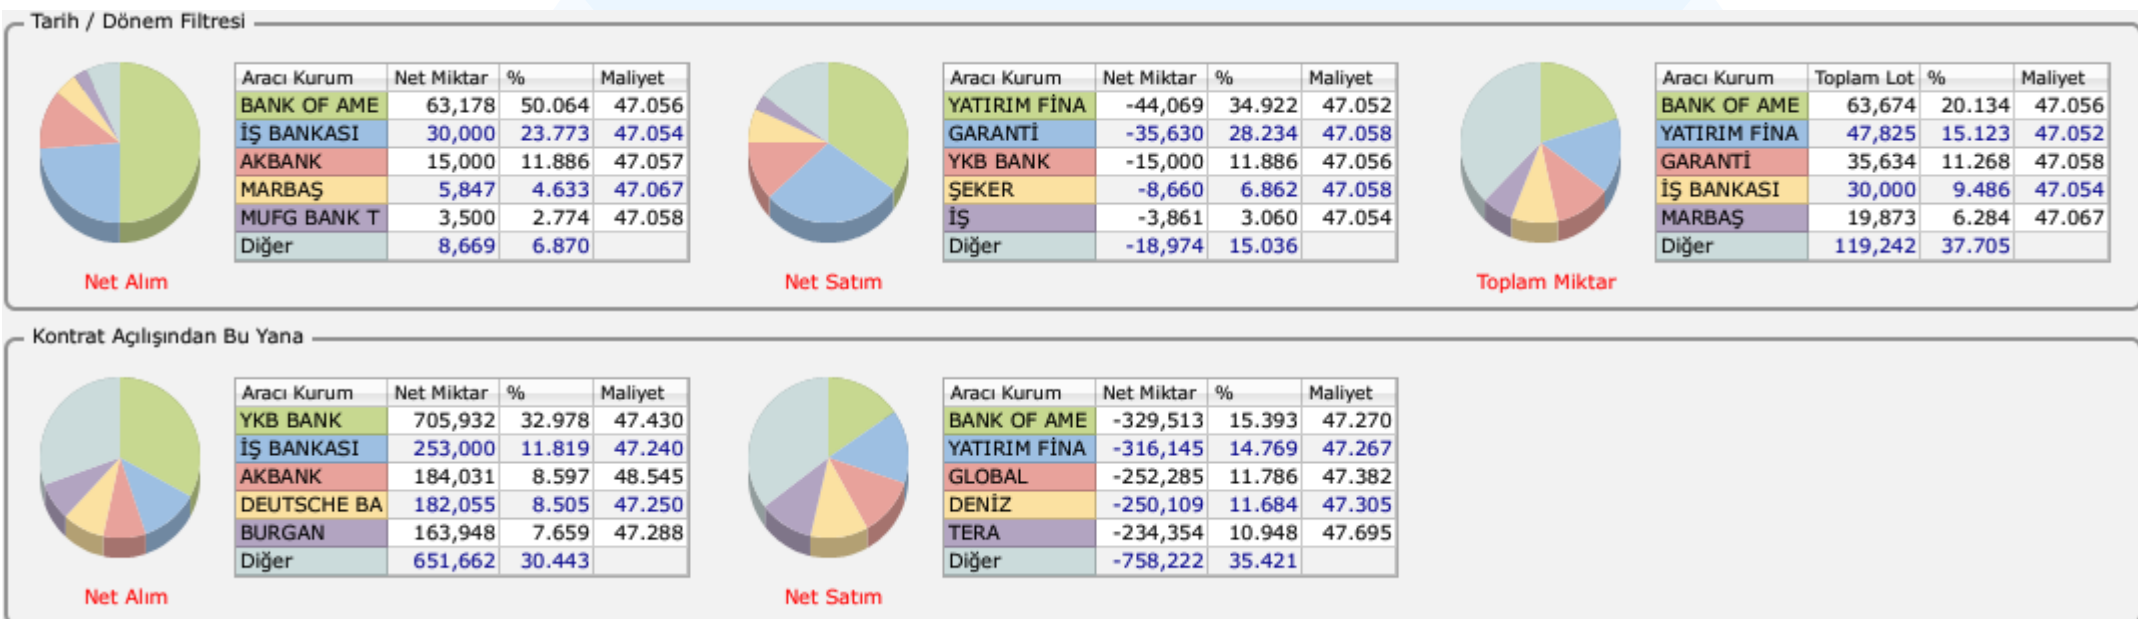 Tarih / Dönem Filtresi
Aracı Kurum Net Miktar % Maliyet
BANK OF AME 63,178 50.064 47.056
İŞ BANKASI 30,000 23.773 47.054
AKBANK 15,000 11.886 47.057
MARBAŞ 5,847 4.633 47.067
MUFG BANK T 3,500 2.774 47.058
Diğer 8,669 6.870
Net Alım
Aracı Kurum Net Miktar % Maliyet
YATIRIM FİNA -44,069 34.922 47.052
GARANTİ -35,630 28.234 47.058
YKB BANK -15,000 11.886 47.056
ŞEKER -8,660 6.862 47.058
İŞ -3,861 3.060 47.054
Diğer -18,974 15.036
Net Satım
Aracı Kurum Toplam Lot % Maliyet
BANK OF AME 63,674 20.134 47.056
YATIRIM FİNA 47,825 15.123 47.052
GARANTİ 35,634 11.268 47.058
İŞ BANKASI 30,000 9.486 47.054
MARBAŞ 19,873 6.284 47.067
Diğer 119,242 37.705
Toplam Miktar
Kontrat Açılışından Bu Yana
Aracı Kurum Net Miktar % Maliyet
YKB BANK 705,932 32.978 47.430
İŞ BANKASI 253,000 11.819 47.240
AKBANK 184,031 8.597 48.545
DEUTSCHE BA 182,055 8.505 47.250
BURGAN 163,948 7.659 47.288
Diğer 651,662 30.443
Net Alım
Aracı Kurum Net Miktar % Maliyet
BANK OF AME -329,513 15.393 47.270
YATIRIM FİNA -316,145 14.769 47.267
GLOBAL -252,285 11.786 47.382
DENİZ -250,109 11.684 47.305
TERA -234,354 10.948 47.695
Diğer -758,222 35.421
Net Satım